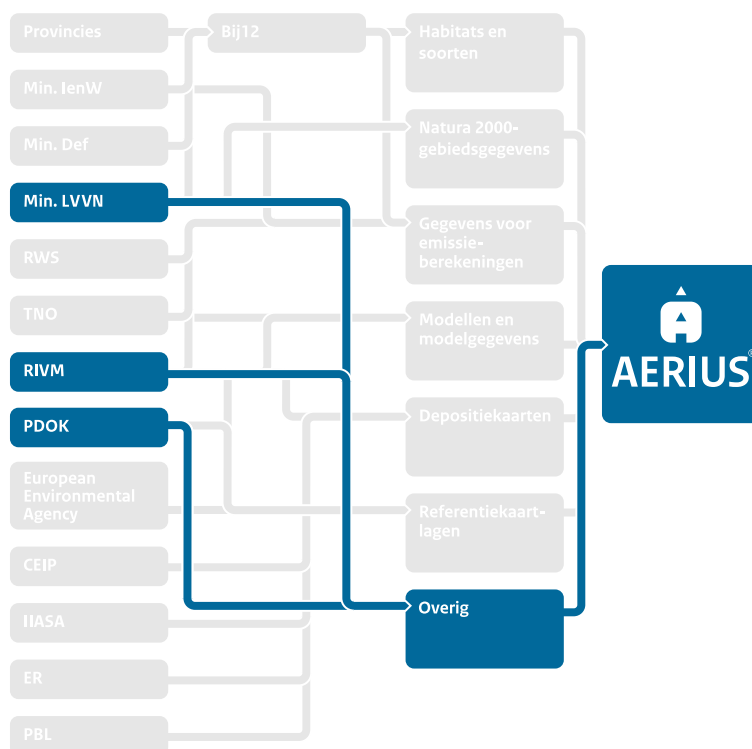 Provincies
Min. IenW
Min. Def
Min. LVVN
RWS
TNO
RIVM
PDOK
European
Environmental
Agency
CEIP
IIASA
ER
PBL
Bij12
Habitats en
soorten
Natura 2000-
gebiedsgegevens
Gegevens voor
emissie-
berekeningen
Modellen en
modelgegevens
Depositiekaarten
Referentiekaart-
lagen
Overig
AERIUS®